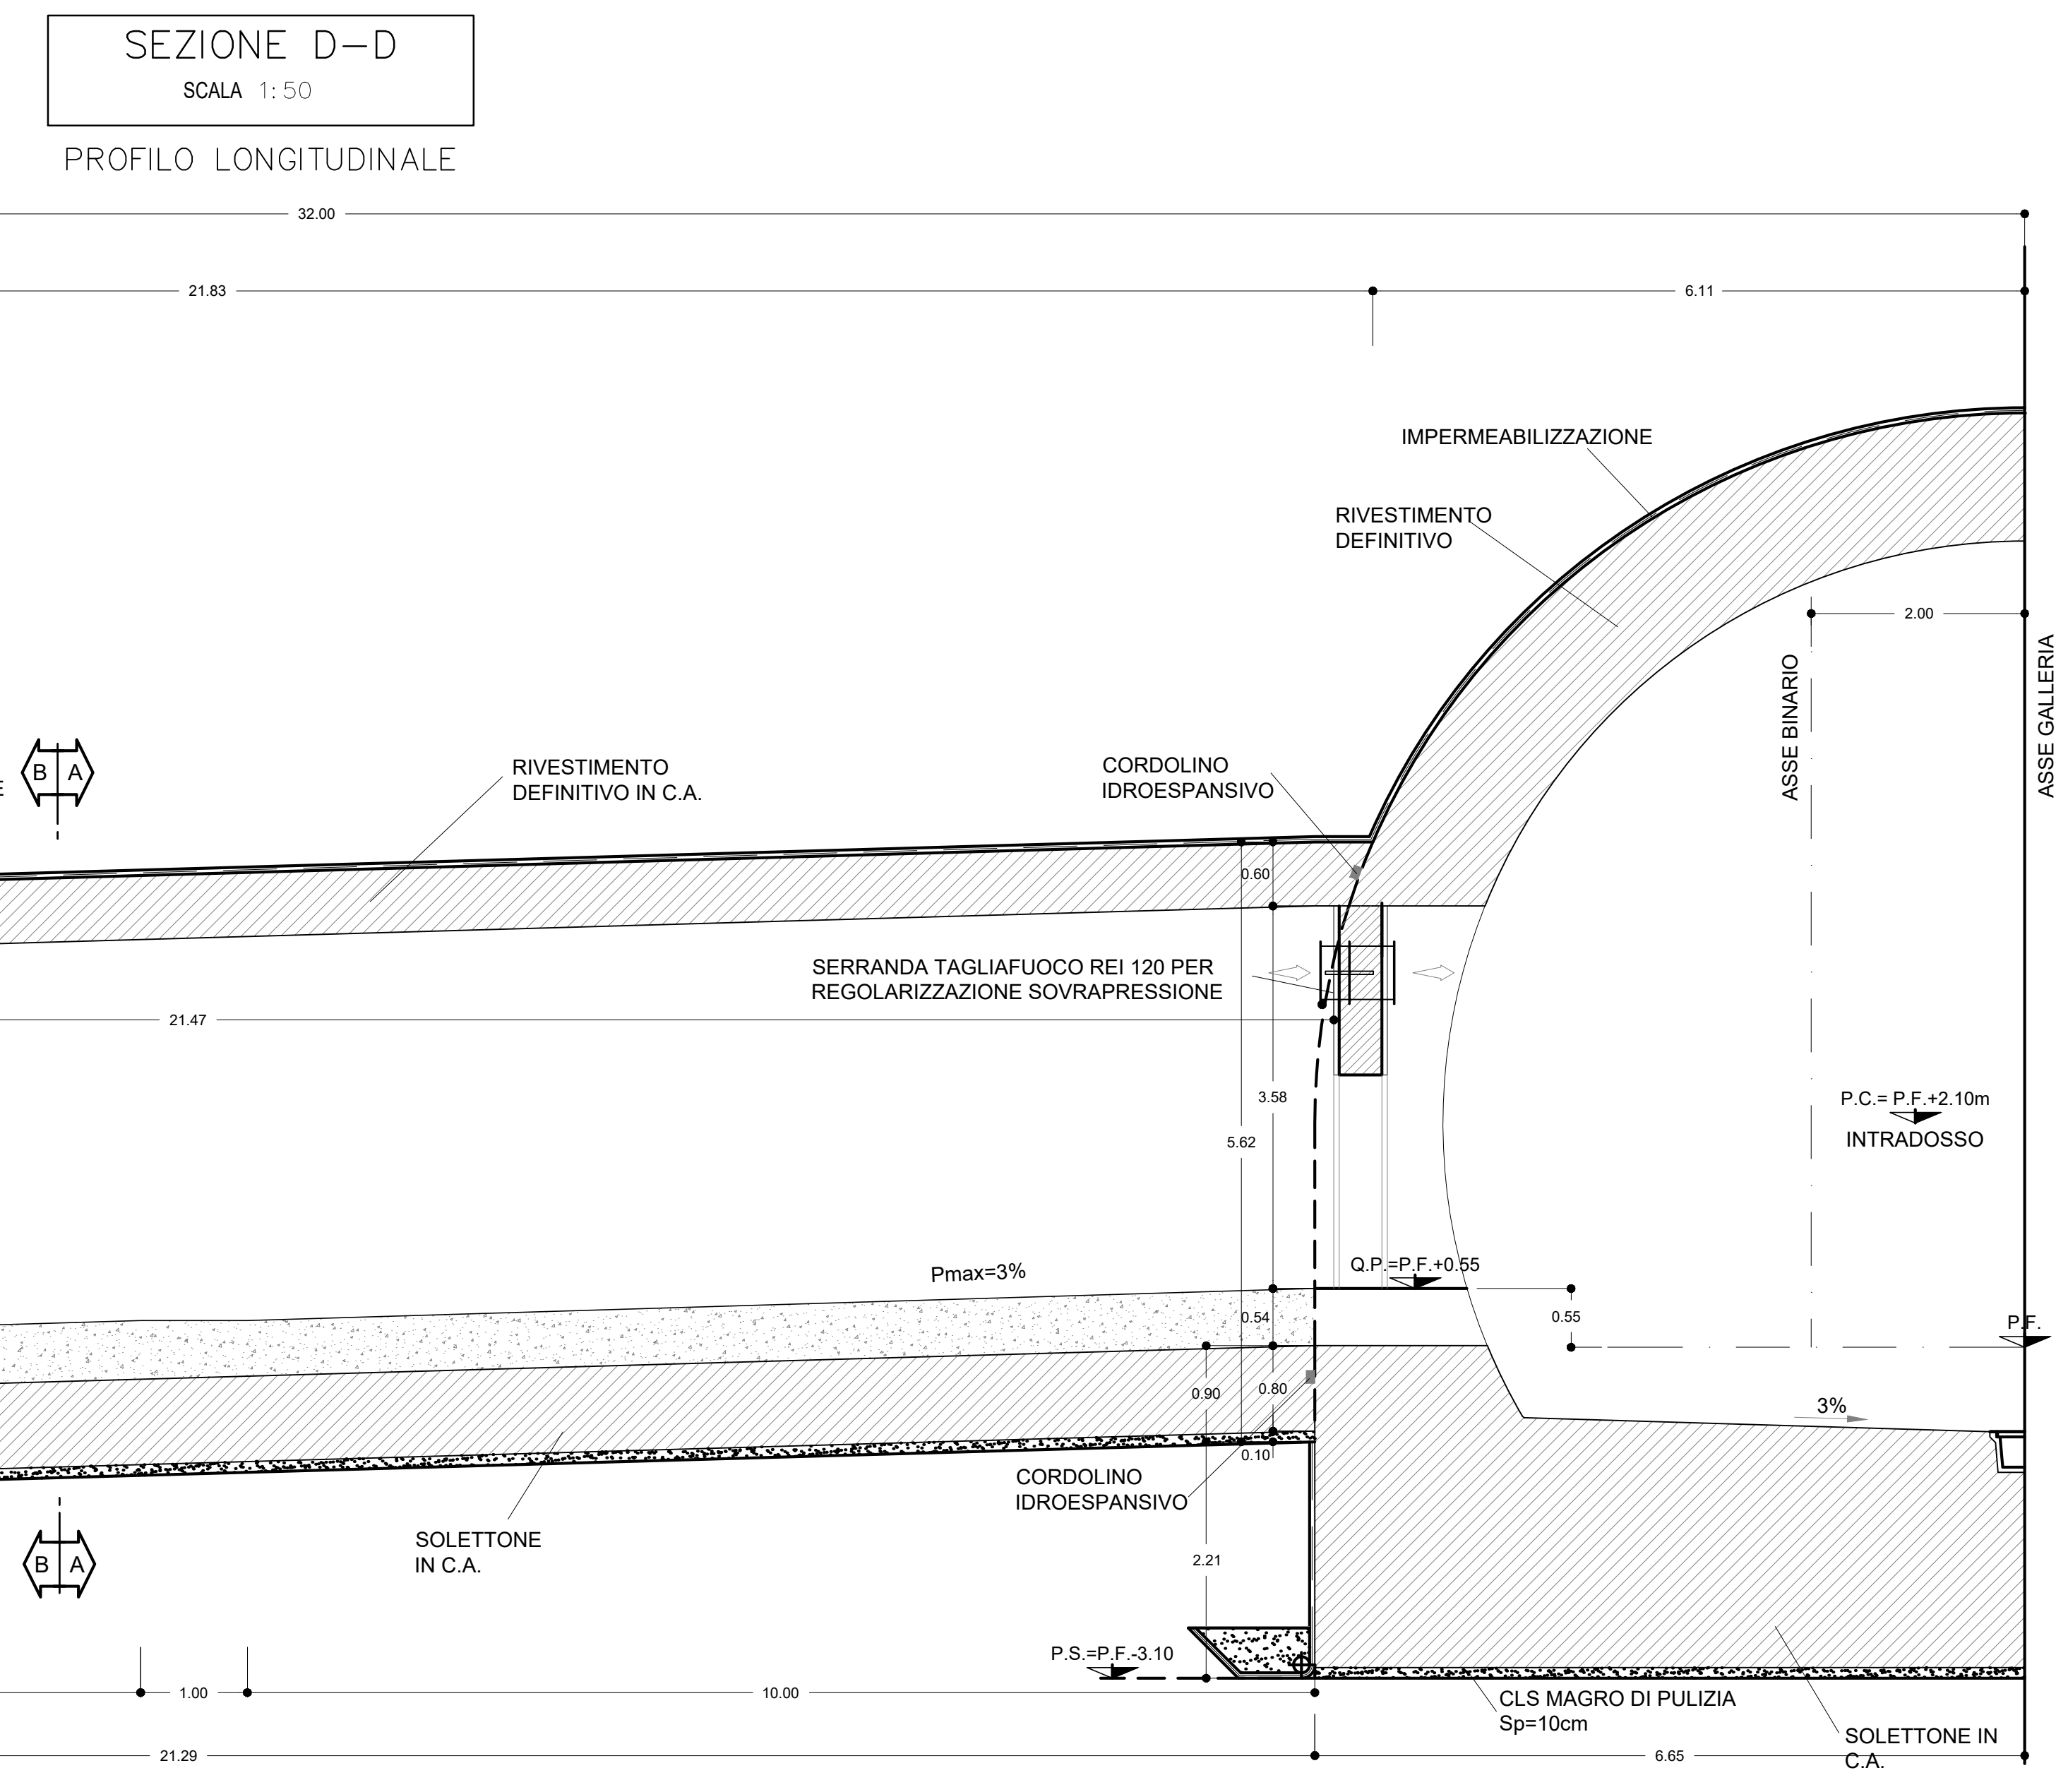 SEZIONE D-D
SCALA 1:50
PROFILO LONGITUDINALE
32.00
21.83
6.11
IMPERMEABILIZZAZIONE
RIVESTIMENTO
DEFINITIVO
2.00
ASSE BINARIO
ASSE GALLERIA
B A
E
RIVESTIMENTO
DEFINITIVO IN C.A.
CORDOLINO
IDROESPANSIVO
0.60
SERRANDA TAGLIAFUOCO REI 120 PER
REGOLARIZZAZIONE SOVRAPRESSIONE
21.47
3.58
5.62
P.C.= P.F.+2.10m
INTRADOSSO
Pmax=3%
Q.P.=P.F.+0.55
0.54
0.55
P.F.
0.90
0.80
3%
0.10
CORDOLINO
IDROESPANSIVO
SOLETTONE
IN C.A.
B A
2.21
P.S.=P.F.-3.10
1.00
10.00
CLS MAGRO DI PULIZIA
Sp=10cm
SOLETTONE IN
C.A.
21.29
6.65